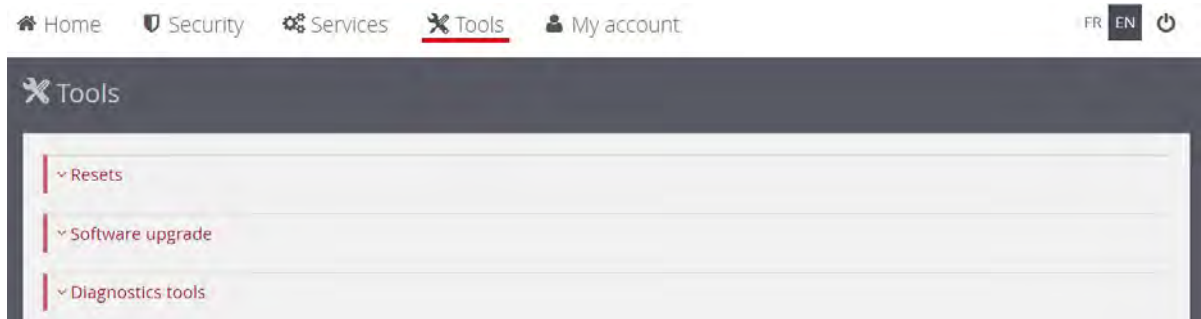 Home Security Services Tools My account FR EN
Tools
Resets
Software upgrade
Diagnostics tools